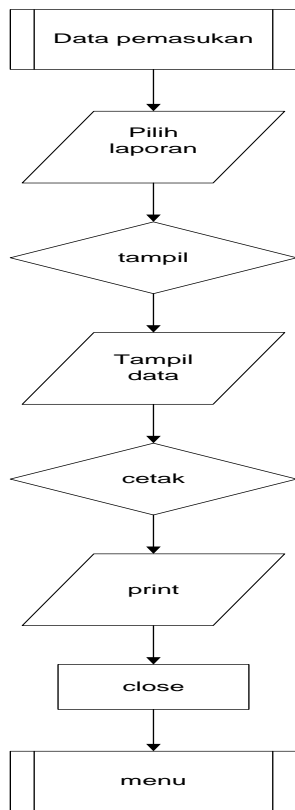 Data pemasukan
Pilih
laporan
tampil
Tampil
data
cetak
print
close
menu